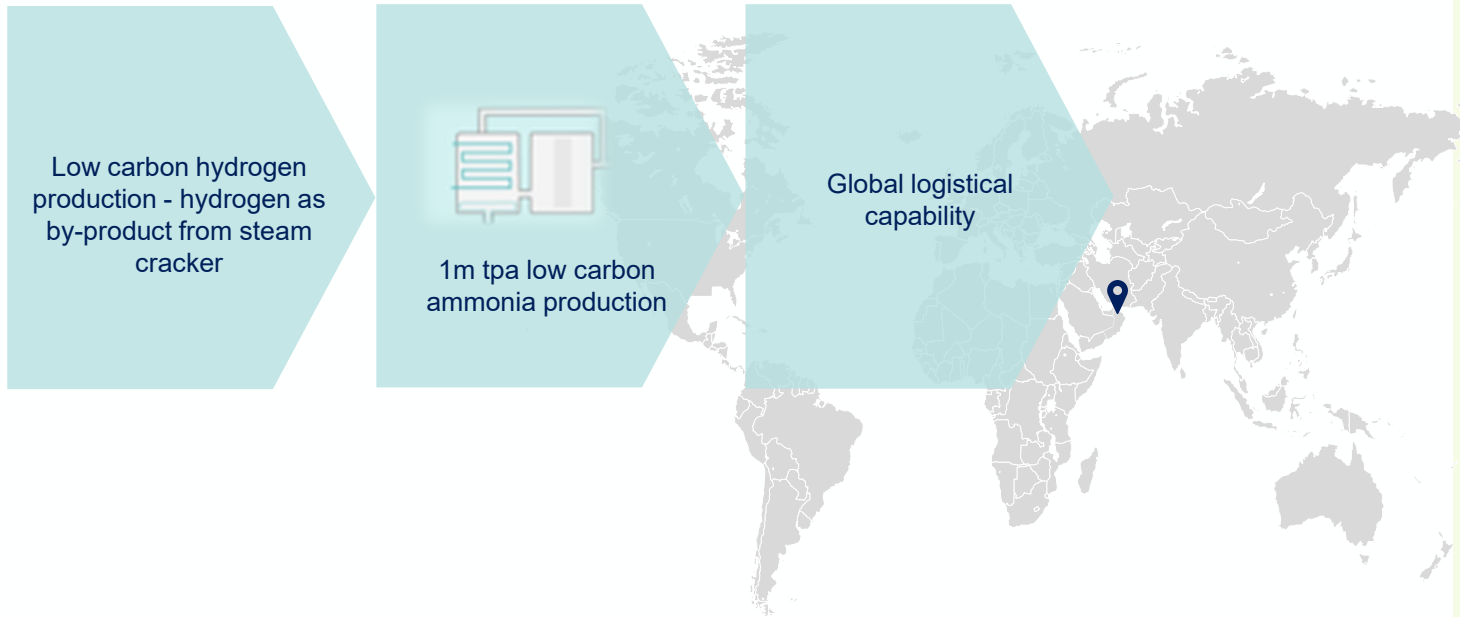 Low carbon hydrogen
production - hydrogen as
by-product from steam
cracker
1m tpa low carbon
ammonia production
Global logistical
capability